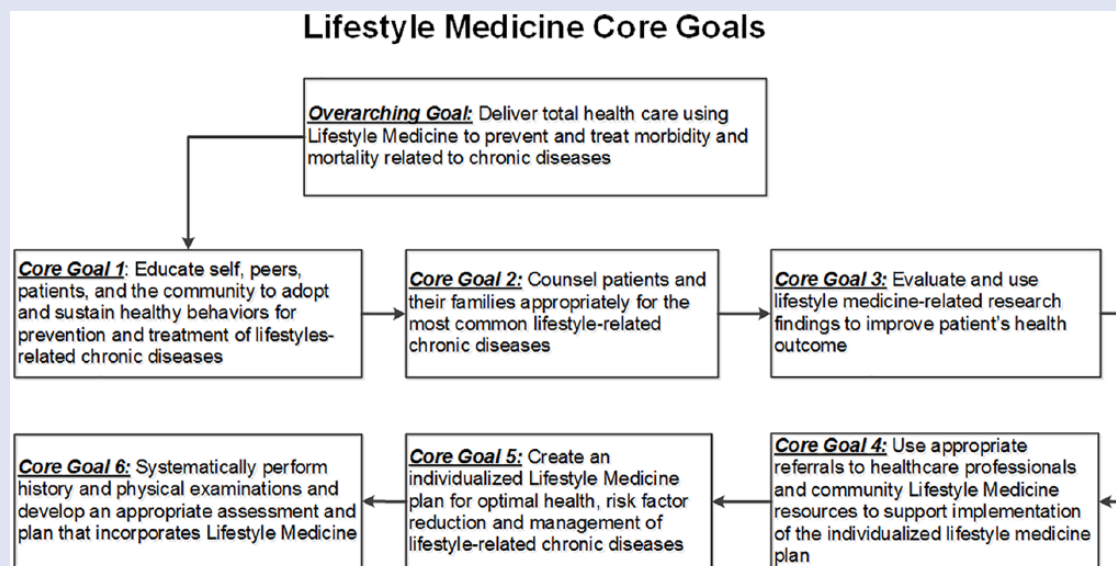 Lifestyle Medicine Core Goals
Overarching Goal: Deliver total health care using
Lifestyle Medicine to prevent and treat morbidity and
mortality related to chronic diseases
Core Goal 1: Educate self, peers,
patients, and the community to adopt
and sustain healthy behaviors for
prevention and treatment of lifestyles-
related chronic diseases
Core Goal 2: Counsel patients and
their families appropriately for the
most common lifestyle-related
chronic diseases
Core Goal 3: Evaluate and use
lifestyle medicine-related research
findings to improve patient's health
outcome
Core Goal 6: Systematically perform
history and physical examinations and
develop an appropriate assessment and
plan that incorporates Lifestyle Medicine
Core Goal 5: Create an
individualized Lifestyle Medicine
plan for optimal health, risk factor
reduction and management of
lifestyle-related chronic diseases
Core Goal 4: Use appropriate
referrals to healthcare professionals
and community Lifestyle Medicine
resources to support implementation
of the individualized lifestyle medicine
plan